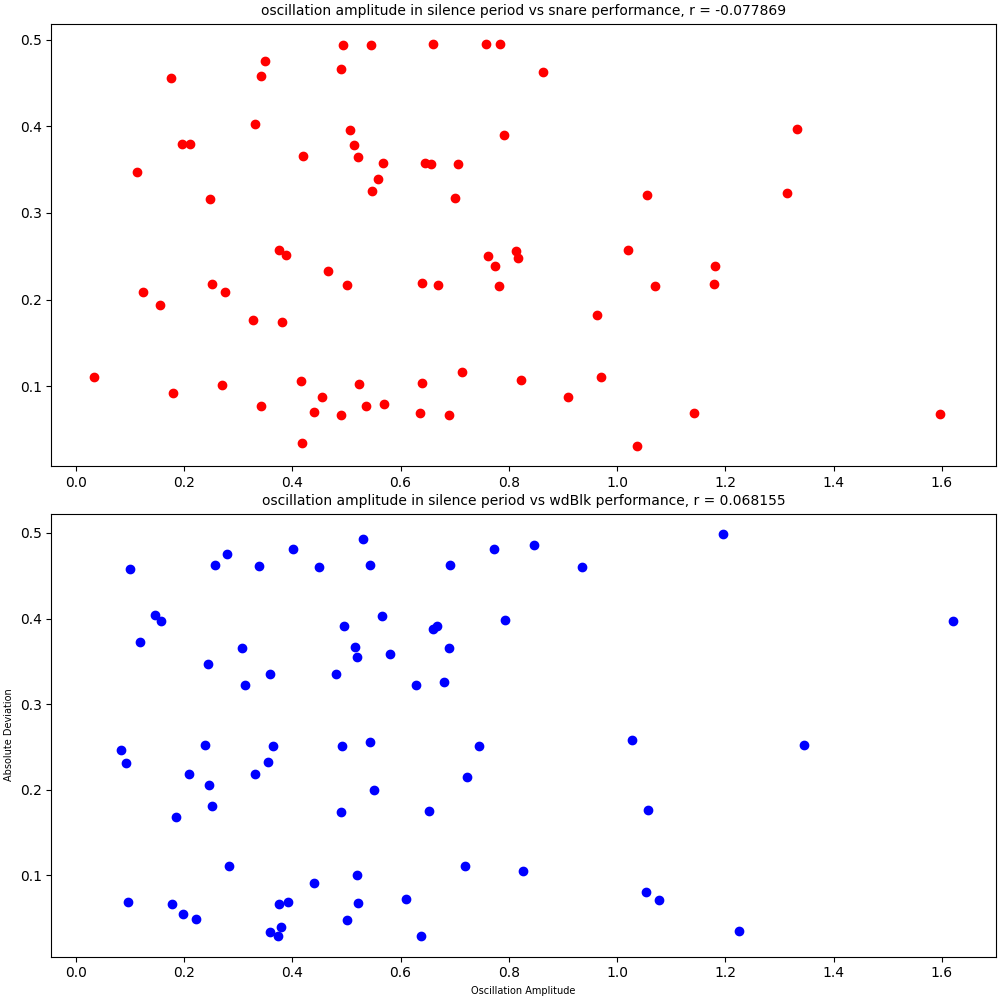 oscillation amplitude in silence period vs snare performance, r = -0.077869
0.5
0.4
0.3
0.2
0.1
0.0 0.2 0.4 0.6 0.8 1.0 1.2 1.4 1.6
oscillation amplitude in silence period vs wdBlk performance, r = 0.068155
0.5
0.4
0.3
0.2
0.1
Absolute Deviation
0.0 0.2 0.4 0.6 0.8 1.0 1.2 1.4 1.6
Oscillation Amplitude